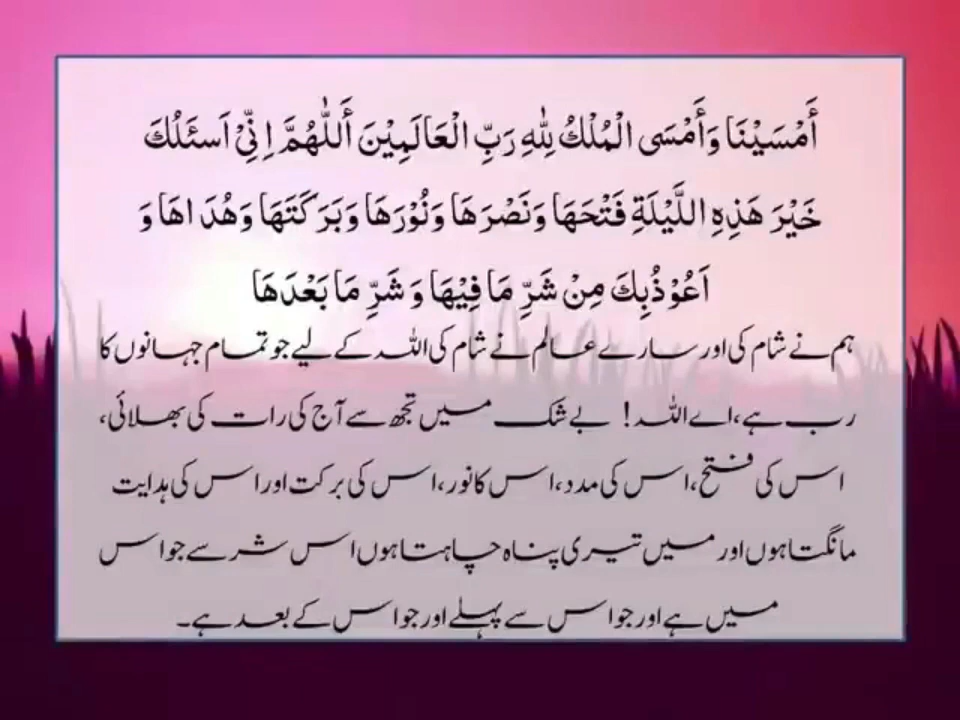 أَمْسَيْنَا وَأَمْسَى الْمُلْكُ لِلّٰهِ رَبِّ الْعَالَمِيْنَ أَللّٰهُمَّ اِنِّيْ اَسئَلُكَ
خَيْرَ هَذِهِ اللَّيْلَةِ فَتْحَهَا وَنَصْرَهَا وَنُوْرَهَا وَبَرَكَتَهَا وَهُدَاهَا وَ
اَعُوْذُبِكَ مِنْ شَرِّ مَا فِيْهَا وَ شَرِّ مَا بَعْدَهَا
ہم نے شام کی اور سارے عالم نے شام کی اللہ کے لیے جو تمام جہانوں کا
رب ہے، اے اللہ! بے شک میں تجھ سے آج کی رات کی بھلائی،
اس کی فتح، اس کی مدد، اس کا نور، اس کی برکت اور اس کی ہدایت
مانگتا ہوں اور میں تیری پناہ چاہتا ہوں اس شر سے جو اس
میں ہے اور جو اس سے پہلے اور جو اس کے بعد ہے۔